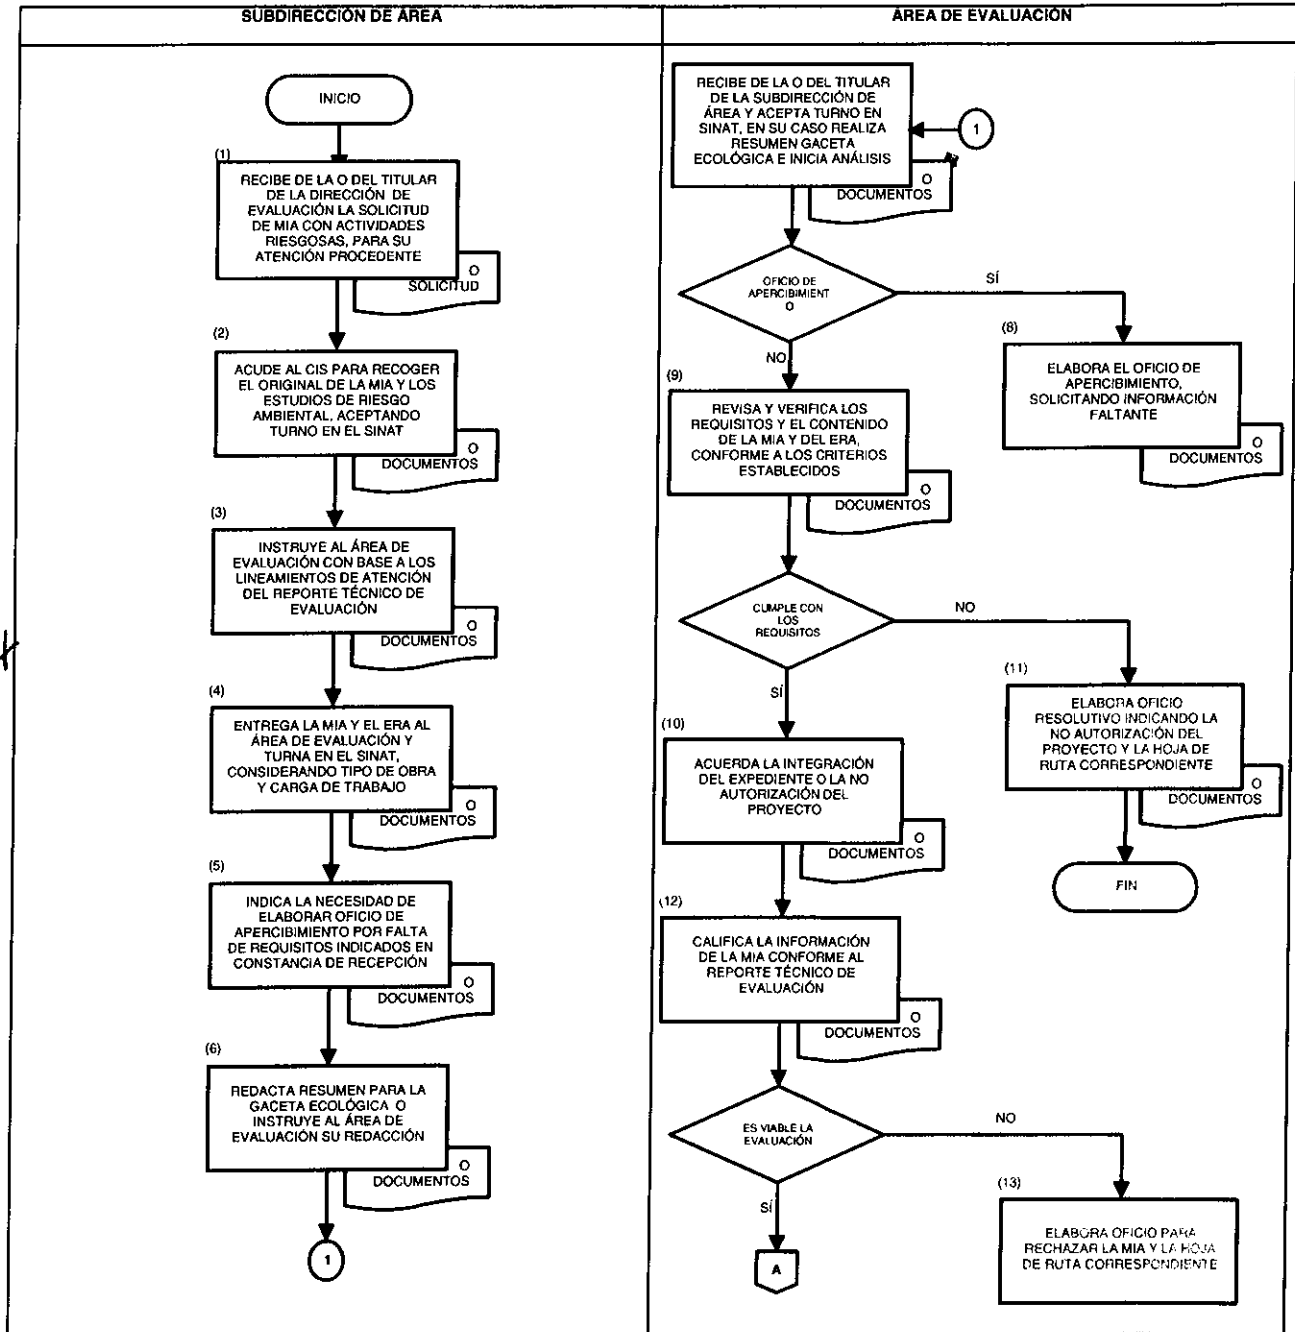 SUBDIRECCIÓN DE ÁREA
INICIO
(1)
RECIBE DE LA O DEL TITULAR
DE LA DIRECCIÓN DE
EVALUACIÓN LA SOLICITUD
DE MIA CON ACTIVIDADES
RIESGOSAS, PARA SU
ATENCIÓN PROCEDENTE
O
SOLICITUD
(2)
ACUDE AL CIS PARA RECOGER
EL ORIGINAL DE LA MIA Y LOS
ESTUDIOS DE RIESGO
AMBIENTAL, ACEPTANDO
TURNO EN EL SINAT
O
DOCUMENTOS
(3)
INSTRUYE AL ÁREA DE
EVALUACIÓN CON BASE A LOS
LINEAMIENTOS DE ATENCIÓN
DEL REPORTE TÉCNICO DE
EVALUACIÓN
O
DOCUMENTOS
(4)
ENTREGA LA MIA Y EL ERA AL
ÁREA DE EVALUACIÓN Y
TURNA EN EL SINAT,
CONSIDERANDO TIPO DE OBRA
Y CARGA DE TRABAJO
O
DOCUMENTOS
(5)
INDICA LA NECESIDAD DE
ELABORAR OFICIO DE
APERCIBIMIENTO POR FALTA
DE REQUISITOS INDICADOS EN
CONSTANCIA DE RECEPCIÓN
O
DOCUMENTOS
(6)
REDACTA RESUMEN PARA LA
GACETA ECOLÓGICA O
INSTRUYE AL ÁREA DE
EVALUACIÓN SU REDACCIÓN
O
DOCUMENTOS
1
ÁREA DE EVALUACIÓN
RECIBE DE LA O DEL TITULAR
DE LA SUBDIRECCIÓN DE
ÁREA Y ACEPTA TURNO EN
SINAT, EN SU CASO REALIZA
RESUMEN GACETA
ECOLÓGICA E INICIA ANÁLISIS
1
O
DOCUMENTOS
OFICIO DE
APERCIBIMIENT
O
SÍ
(8)
ELABORA EL OFICIO DE
APERCIBIMIENTO,
SOLICITANDO INFORMACIÓN
FALTANTE
O
DOCUMENTOS
NO
(9)
REVISA Y VERIFICA LOS
REQUISITOS Y EL CONTENIDO
DE LA MIA Y DEL ERA,
CONFORME A LOS CRITERIOS
ESTABLECIDOS
O
DOCUMENTOS
CUMPLE CON
LOS
REQUISITOS
NO
(11)
ELABORA OFICIO
RESOLUTIVO INDICANDO LA
NO AUTORIZACIÓN DEL
PROYECTO Y LA HOJA DE
RUTA CORRESPONDIENTE
O
DOCUMENTOS
FIN
SÍ
(10)
ACUERDA LA INTEGRACIÓN
DEL EXPEDIENTE O LA NO
AUTORIZACIÓN DEL
PROYECTO
O
DOCUMENTOS
(12)
CALIFICA LA INFORMACIÓN
DE LA MIA CONFORME AL
REPORTE TÉCNICO DE
EVALUACIÓN
O
DOCUMENTOS
ES VIABLE LA
EVALUACIÓN
NO
(13)
ELABORA OFICIO PARA
RECHAZAR LA MIA Y LA HOJA
DE RUTA CORRESPONDIENTE
SÍ
A